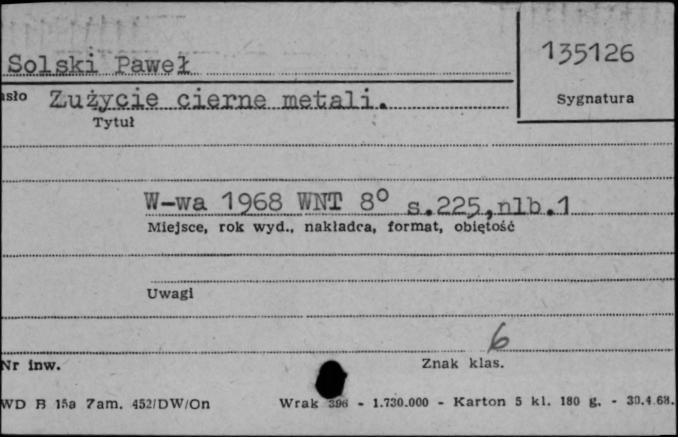 135126
Solski Paweł
Sygnatura
asło Zużycie cierne metali.
Tytuł
W-wa 1968 WNT 8° s.225,nlb.1
Miejsce, rok wyd., nakładca, format, objętość
Uwagi
6
Nr inw. Znak klas.
WD B 15a Zam. 452/DW/On Wrak 396 - 1.730.000 - Karton 5 kl. 180 g. - 30.4.68.